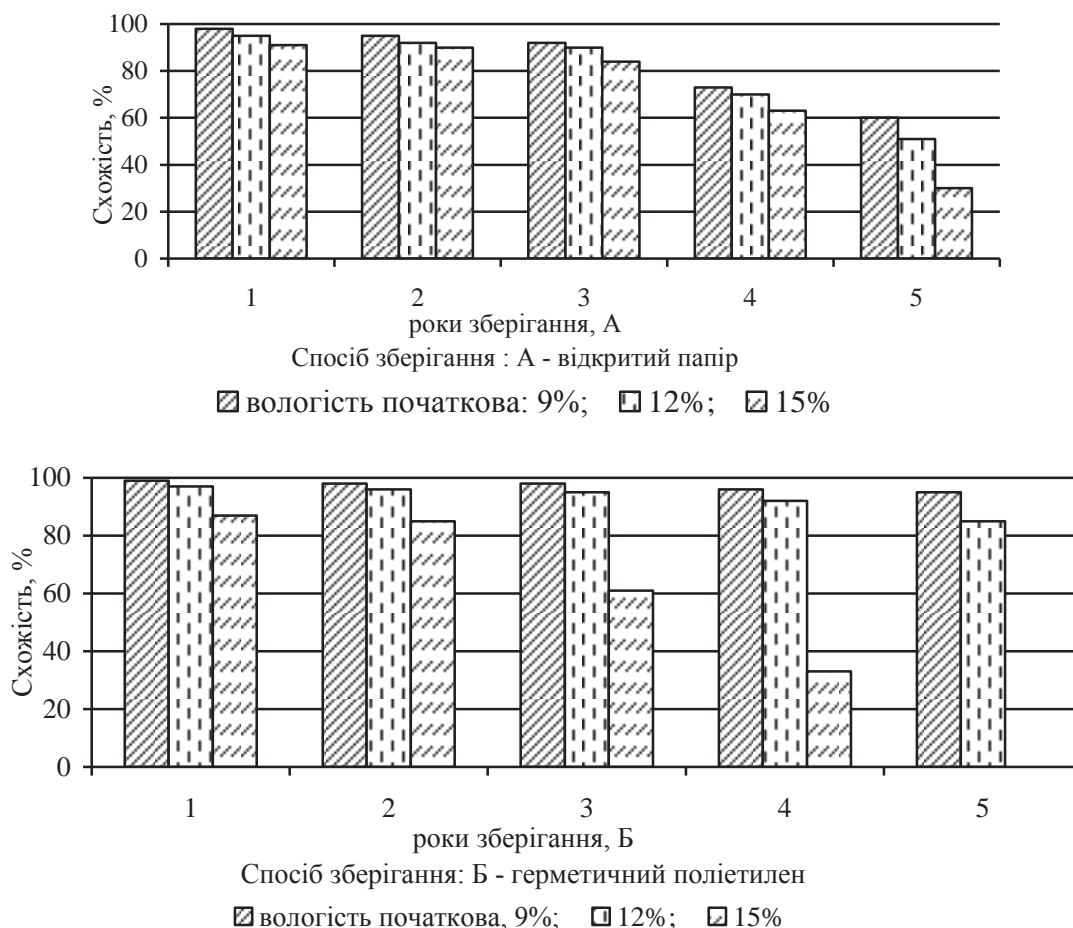 100
80
60
40
20
0
Схожість, %
1 2 3 4 5
роки зберігання, А
Спосіб зберігання : А - відкритий папір
вологість початкова: 9%; 12%; 15%
100
80
60
40
20
0
Схожість, %
1 2 3 4 5
роки зберігання, Б
Спосіб зберігання: Б - герметичний поліетилен
вологість початкова, 9%; 12%; 15%